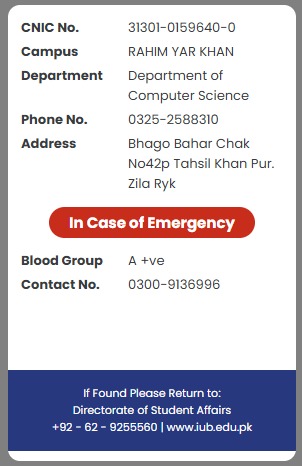 CNIC No. 31301-0159640-0
Campus RAHIM YAR KHAN
Department Department of
Computer Science
Phone No. 0325-2588310
Address Bhago Bahar Chak
No42p Tahsil Khan Pur.
Zila Ryk
In Case of Emergency
Blood Group A +ve
Contact No. 0300-9136996
If Found Please Return to:
Directorate of Student Affairs
+92 - 62 - 9255560 | www.iub.edu.pk